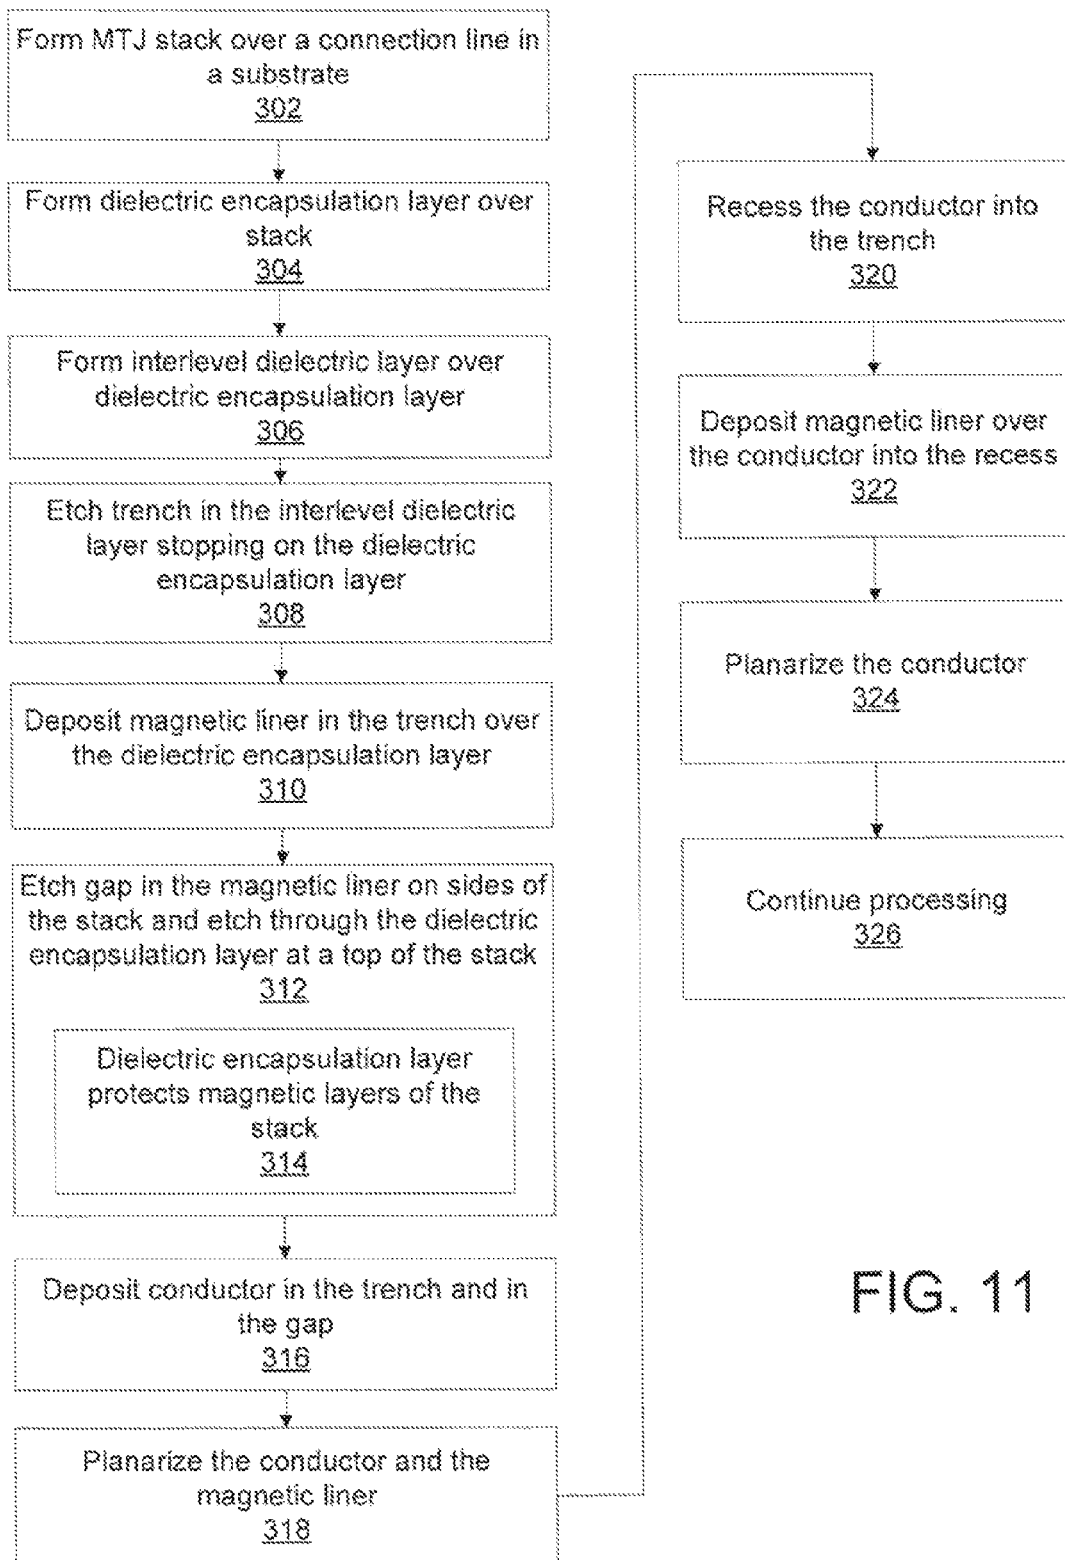 Form MTJ stack over a connection line in
a substrate
302
Form dielectric encapsulation layer over
stack
304
Form interlevel dielectric layer over
dielectric encapsulation layer
306
Etch trench in the interlevel dielectric
layer stopping on the dielectric
encapsulation layer
308
Deposit magnetic liner in the trench over
the dielectric encapsulation layer
310
Etch gap in the magnetic liner on sides of
the stack and etch through the dielectric
encapsulation layer at a top of the stack
312
Dielectric encapsulation layer
protects magnetic layers of the
stack
314
Deposit conductor in the trench and in
the gap
316
Planarize the conductor and the
magnetic liner
318
Recess the conductor into
the trench
320
Deposit magnetic liner over
the conductor into the recess
322
Planarize the conductor
324
Continue processing
326
FIG. 11